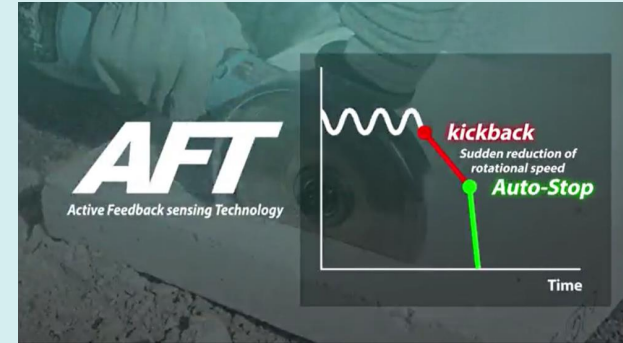 AFT
Active Feedback sensing Technology
kickback
Sudden reduction of
rotational speed
Auto-Stop
Time